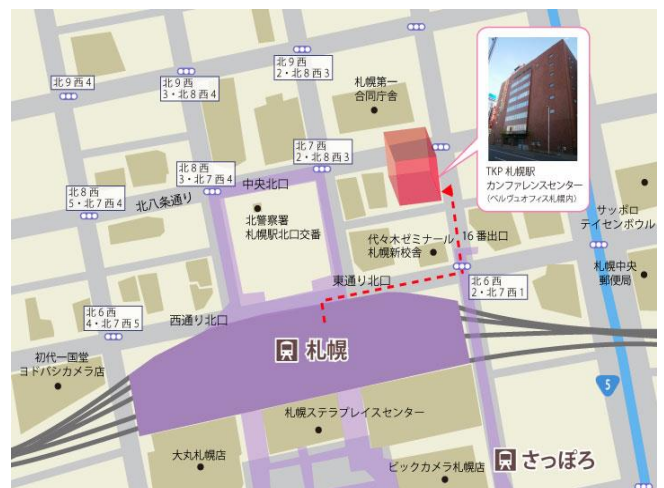 北9西
2・北8西3
北9西
3・北8西4
北9西4
札幌第一
合同庁舎
TKP 札幌駅
カンファレンスセンター
(ベルヴュオフィス札幌内)
北7西
2・北8西3
北8西
3・北7西4
中央北口
北八条通り
北8西
5・北7西4
北警察署
札幌駅北口交番
代々木ゼミナール
札幌新校舎
16番出口
サッポロ
テイセンボウル
札幌中央
郵便局
東通り北口
北6西
2・北7西1
北6西
4・北7西5
西通り北口
札幌
初代一国堂
ヨドバシカメラ店
5
札幌ステラプレイスセンター
大丸札幌店
ビックカメラ札幌店
さっぽろ